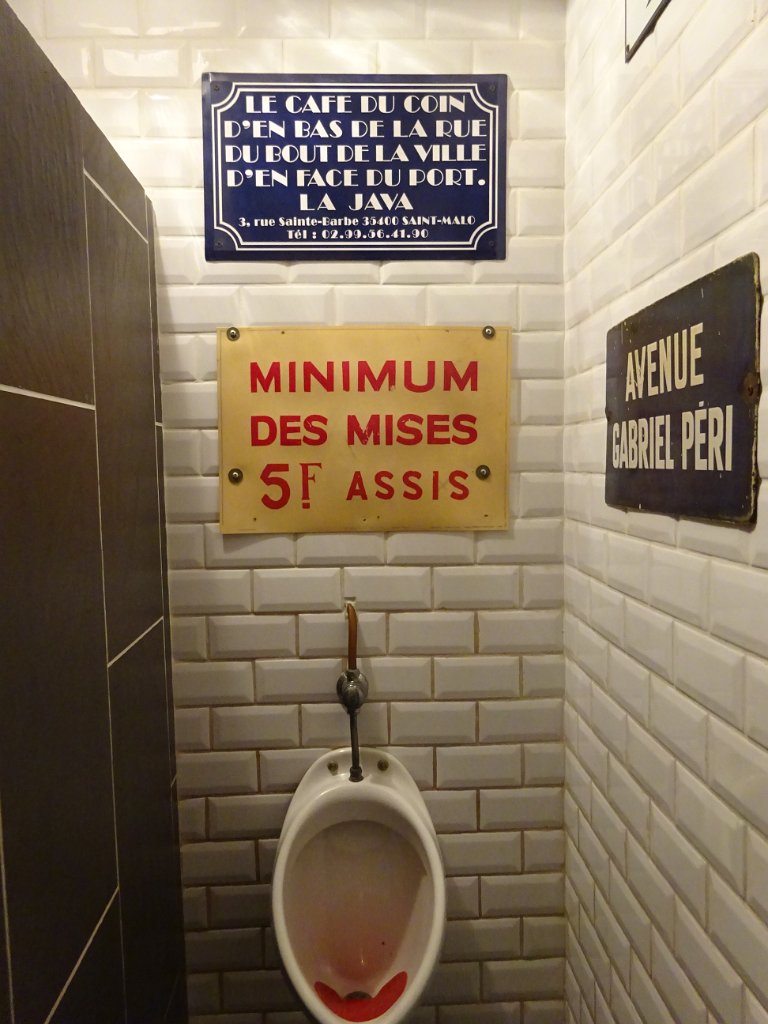 LE CAFE DU COIN
D'EN BAS DE LA RUE
DU BOUT DE LA VILLE
D'EN FACE DU PORT.
LA JAVA
3, rue Sainte-Barbe 35400 SAINT-MALO
Tél : 02.99.56.41.90
MINIMUM
DES MISES
5F ASSIS
AVENUE
GABRIEL PÉRI